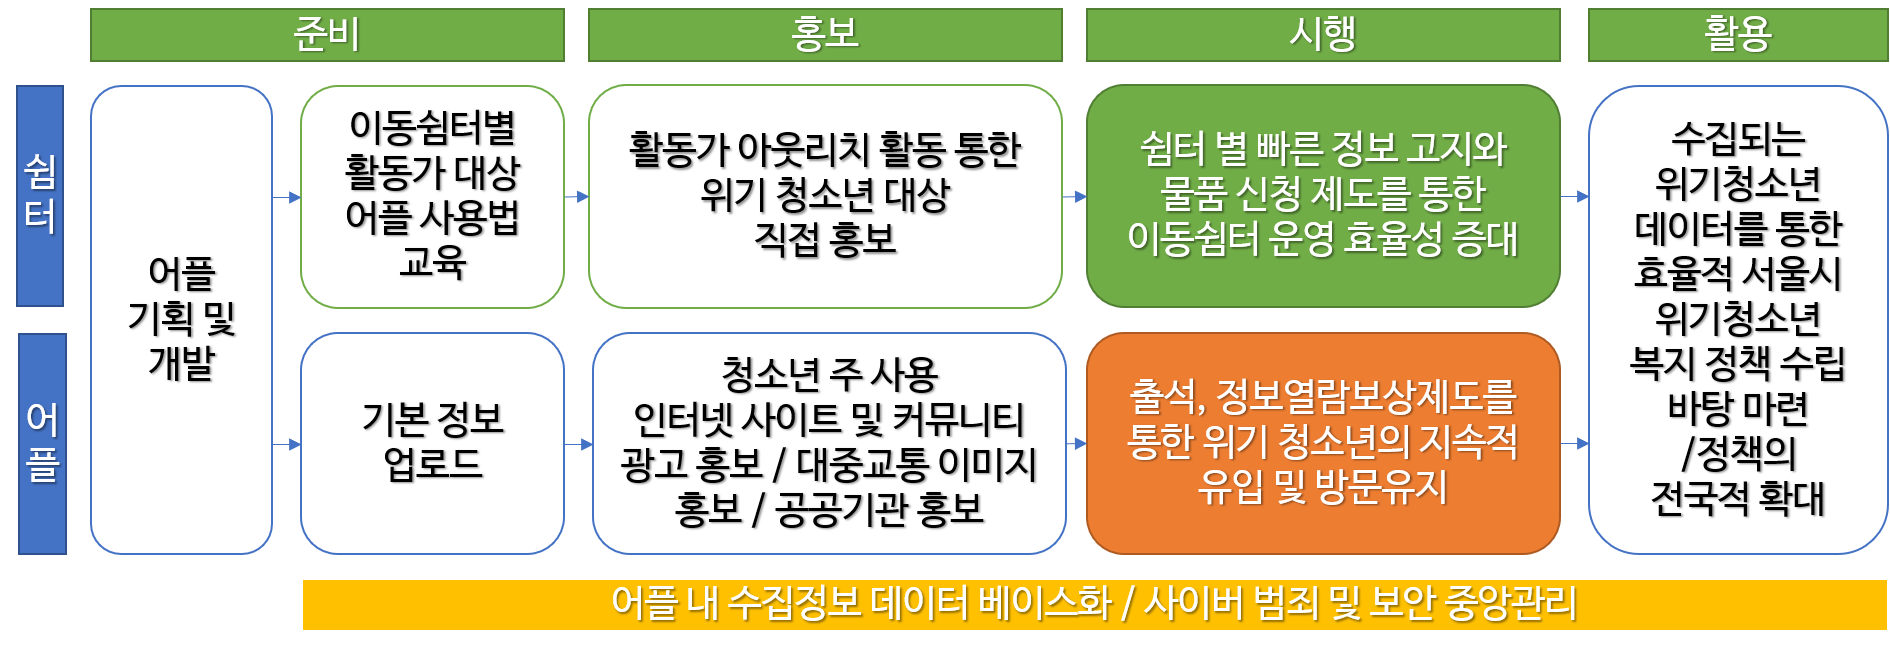 준비
홍보
시행
활용
쉼
터
어플
기획 및
개발
이동쉼터별
활동가 대상
어플 사용법
교육
활동가 아웃리치 활동 통한
위기 청소년 대상
직접 홍보
쉼터 별 빠른 정보 고지와
물품 신청 제도를 통한
이동쉼터 운영 효율성 증대
수집되는
위기청소년
데이터를 통한
효율적 서울시
위기청소년
복지 정책 수립
바탕 마련
/정책의
전국적 확대
어
플
기본 정보
업로드
청소년 주 사용
인터넷 사이트 및 커뮤니티
광고 홍보 / 대중교통 이미지
홍보 / 공공기관 홍보
출석, 정보열람보상제도를
통한 위기 청소년의 지속적
유입 및 방문유지
어플 내 수집정보 데이터 베이스화 / 사이버 범죄 및 보안 중앙관리